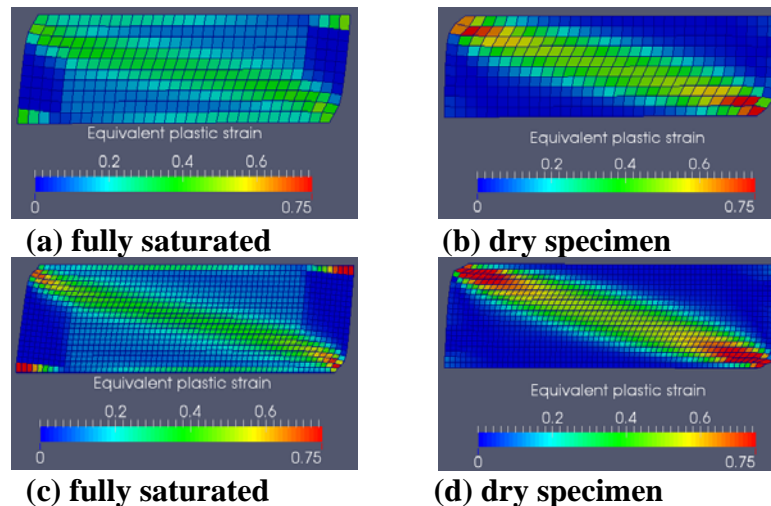 Equivalent plastic strain
0.2 0.4 0.6
0 0.75
(a) fully saturated
Equivalent plastic strain
0.2 0.4 0.6
0 0.75
(b) dry specimen
Equivalent plastic strain
0.2 0.4 0.6
0 0.75
(c) fully saturated
Equivalent plastic strain
0.2 0.4 0.6
0 0.75
(d) dry specimen